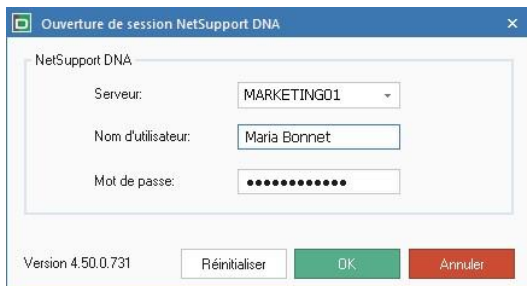 Ouverture de session NetSupport DNA
NetSupport DNA
Serveur: MARKETING01
Nom d'utilisateur: Maria Bonnet
Mot de passe: ••••••••••••
Version 4.50.0.731 Réinitialiser OK Annuler